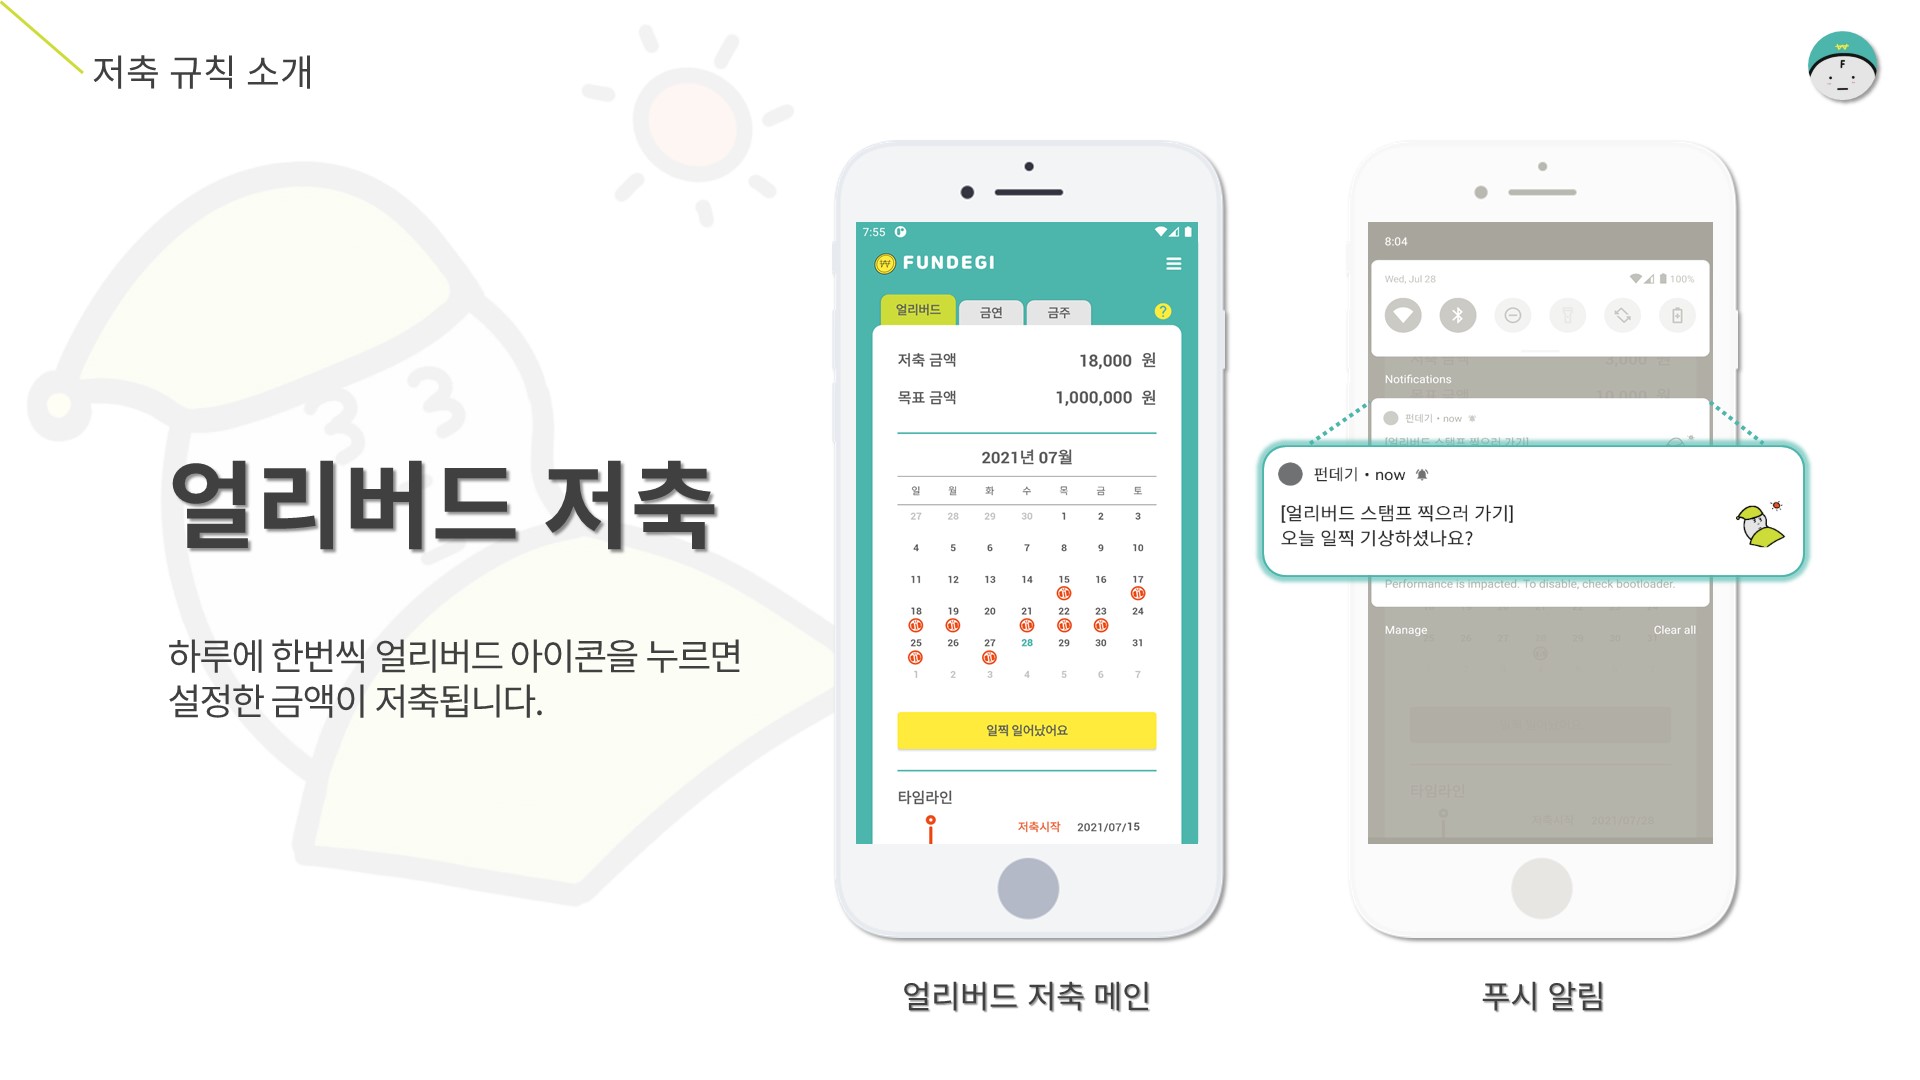 저축 규칙 소개
얼리버드 저축
하루에 한번씩 얼리버드 아이콘을 누르면
설정한 금액이 저축됩니다.
7:55
FUNDEGI
얼리버드 금연 금주 ?
저축 금액 18,000 원
목표 금액 1,000,000 원
2021년 07월
일 월 화 수 목 금 토
27 28 29 30 1 2 3
4 5 6 7 8 9 10
11 12 13 14 15 16 17
18 19 20 21 22 23 24
25 26 27 28 29 30 31
1 2 3 4 5 6 7
일찍 일어났어요
타임라인
저축시작 2021/07/15
얼리버드 저축 메인
8:04
Wed, Jul 28 100%
Notifications
펀데기 • now
[얼리버드 스탬프 찍으러 가기]
펀데기 • now
[얼리버드 스탬프 찍으러 가기]
오늘 일찍 기상하셨나요?
Performance is impacted. To disable, check bootloader.
Manage Clear all
타임라인
푸시 알림